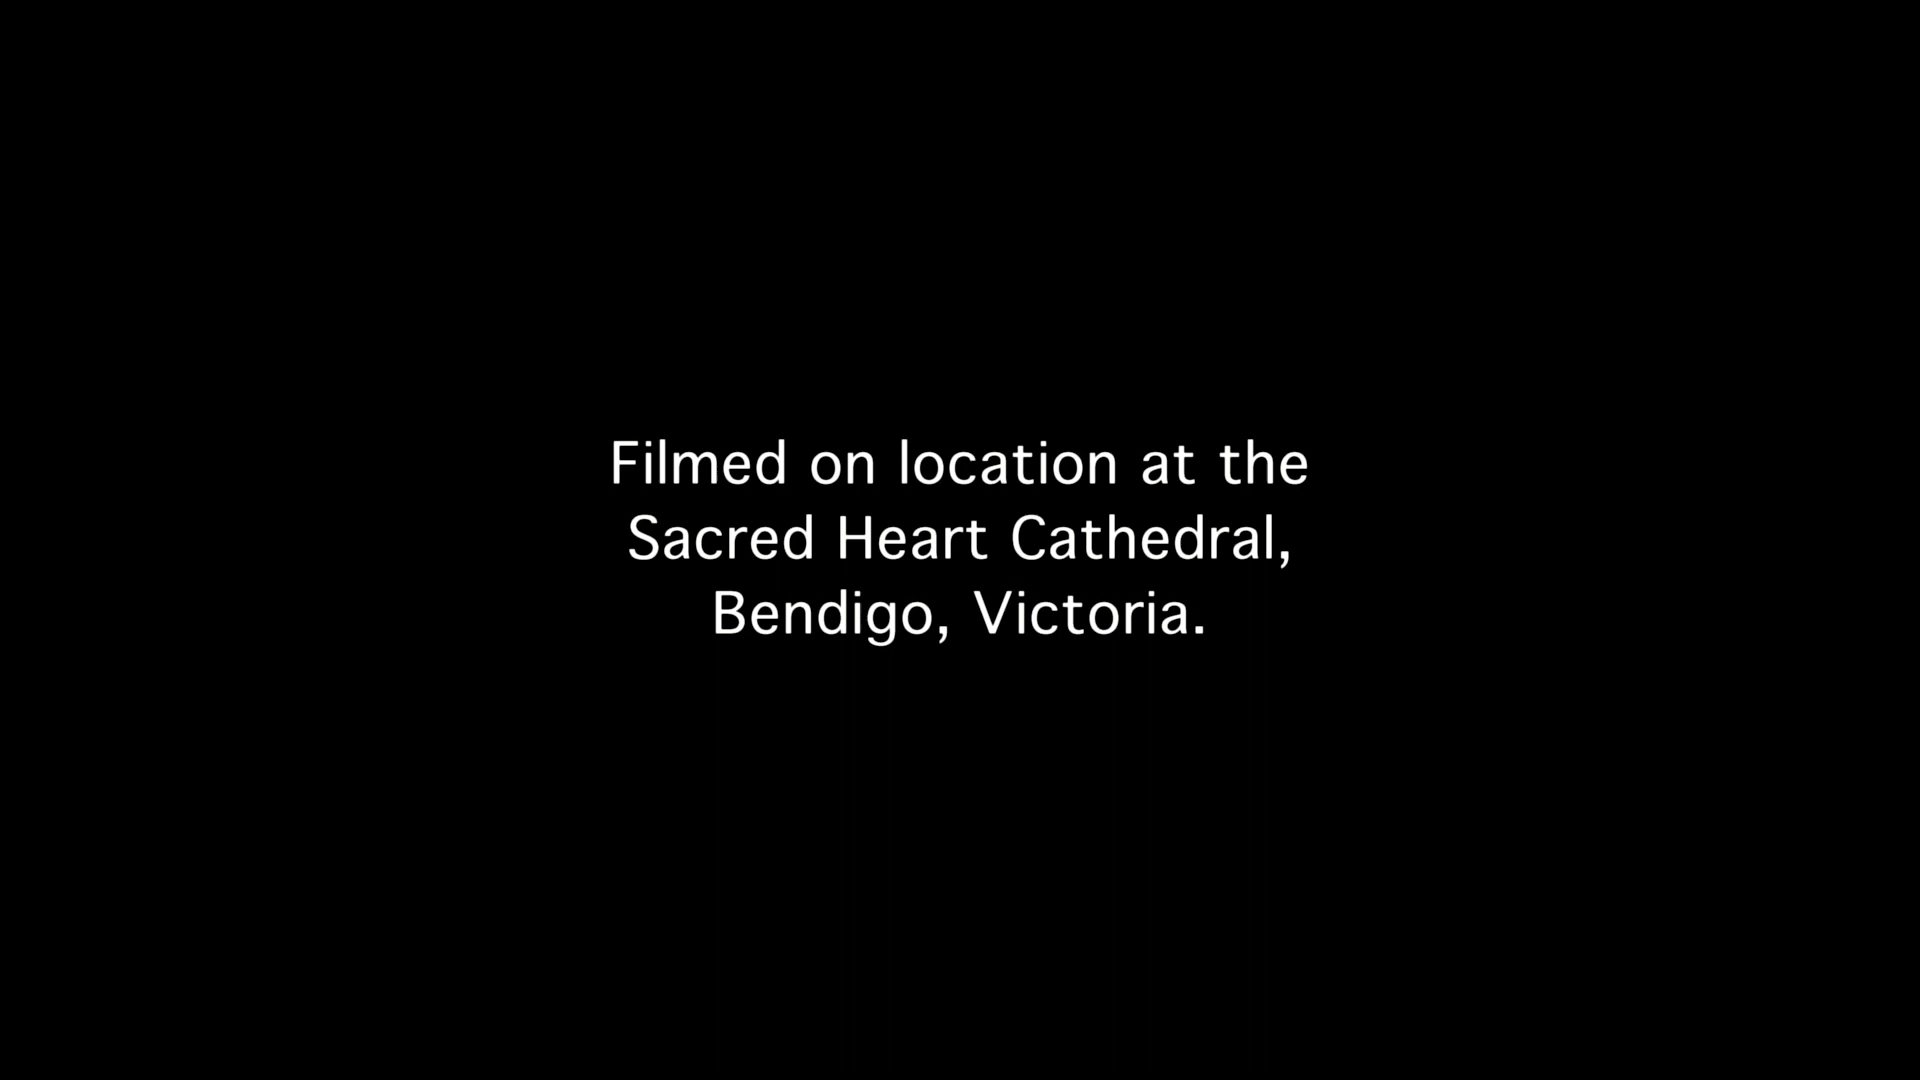 Filmed on location at the
Sacred Heart Cathedral,
Bendigo, Victoria.